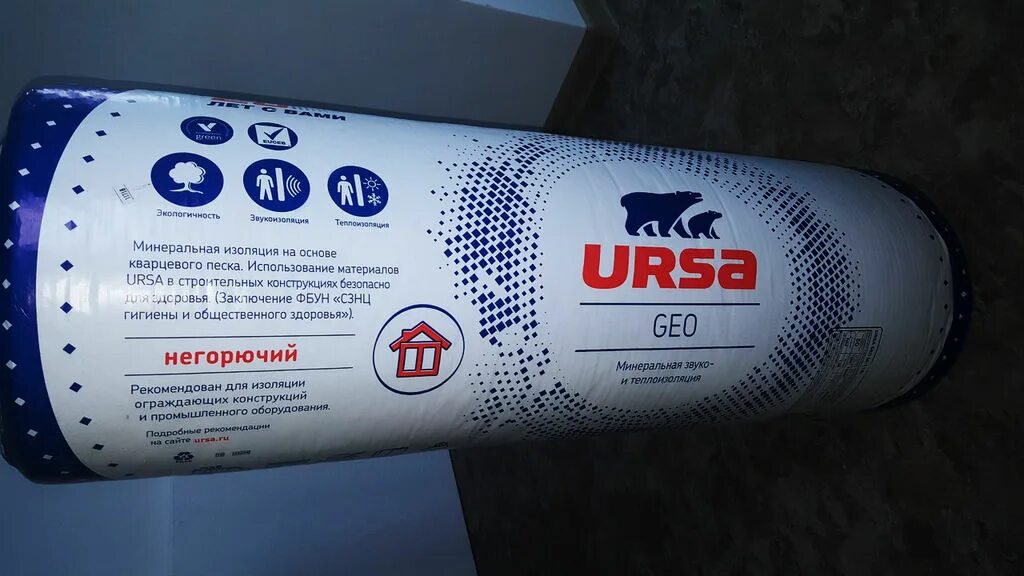 ЛЕТ С ВАМИ
green
EUCEB
Экологичность
Звукоизоляция
Теплоизоляция
Минеральная изоляция на основе
кварцевого песка. Использование материалов
URSA в строительных конструкциях безопасно
для здоровья. (Заключение ФБУН «СЗНЦ
гигиены и общественного здоровья»).
негорючий
Рекомендован для изоляции
ограждающих конструкций
и промышленного оборудования.
Подробные рекомендации
на сайте ursa.ru
URSA
GEO
Минеральная звуко-
и теплоизоляция